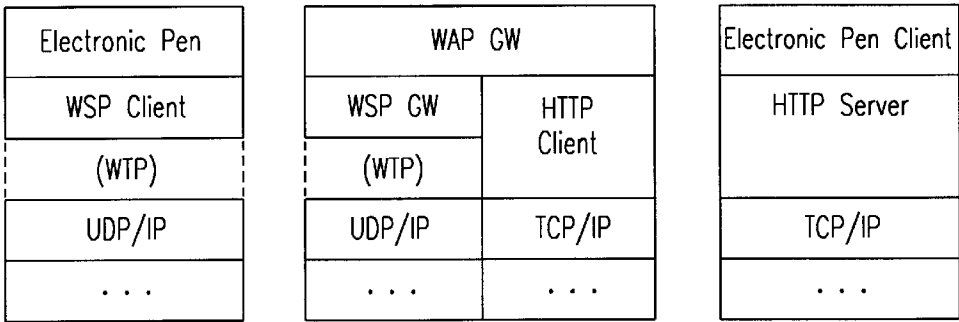 Electronic Pen
WSP Client
(WTP)
UDP/IP
. . .
WAP GW
WSP GW
(WTP)
UDP/IP
. . .
HTTP
Client
TCP/IP
. . .
Electronic Pen Client
HTTP Server
TCP/IP
. . .